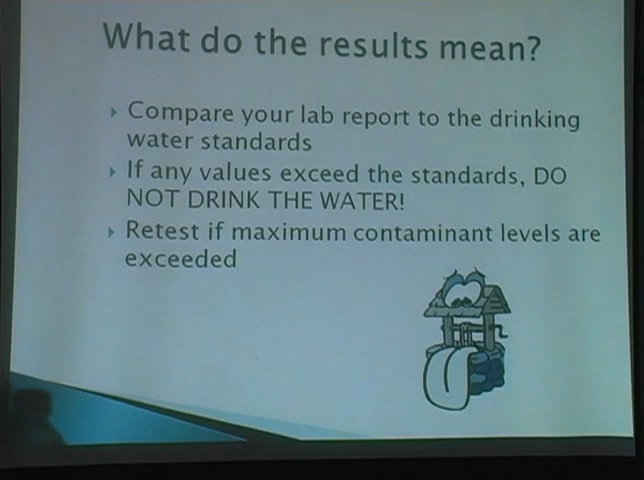 What do the results mean?
Compare your lab report to the drinking
water standards
If any values exceed the standards, DO
NOT DRINK THE WATER!
Retest if maximum contaminant levels are
exceeded